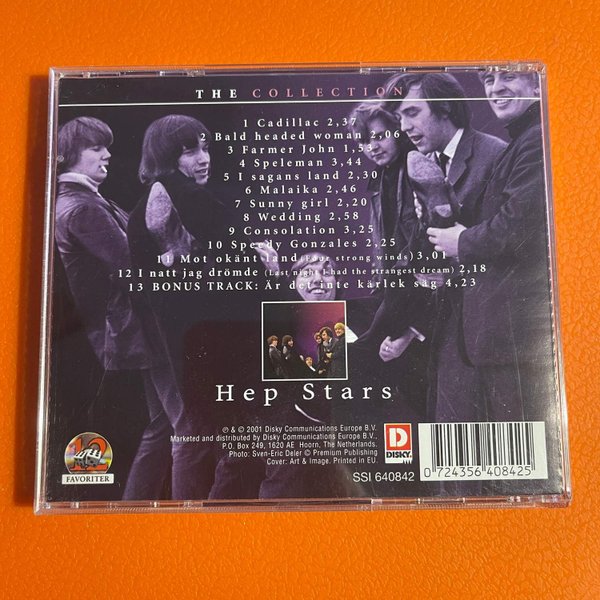 THE COLLECTION
1 Cadillac 2,37
2 Bald headed woman 2,06
3 Farmer John 1,53
4 Speleman 3,44
5 I sagans land 2,30
6 Malaika 2,46
7 Sunny girl 2,20
8 Wedding 2,58
9 Consolation 3,25
10 Speedy Gonzales 2,25
11 Mot okänt land (Four strong winds) 3,01
12 I natt jag drömde (Last night I had the strangest dream) 2,18
13 BONUS TRACK: Är det inte kärlek säg 4,23
Hep Stars
℗ & © 2001 Disky Communications Europe B.V.
Marketed and distributed by Disky Communications Europe B.V.,
P.O. Box 249, 1620 AE Hoorn, The Netherlands.
Photo: Sven-Eric Deler © Premium Publishing
Cover: Art & Image. Printed in EU.
12
FAVORITER
DISKY
SSI 640842
0 724356 408425